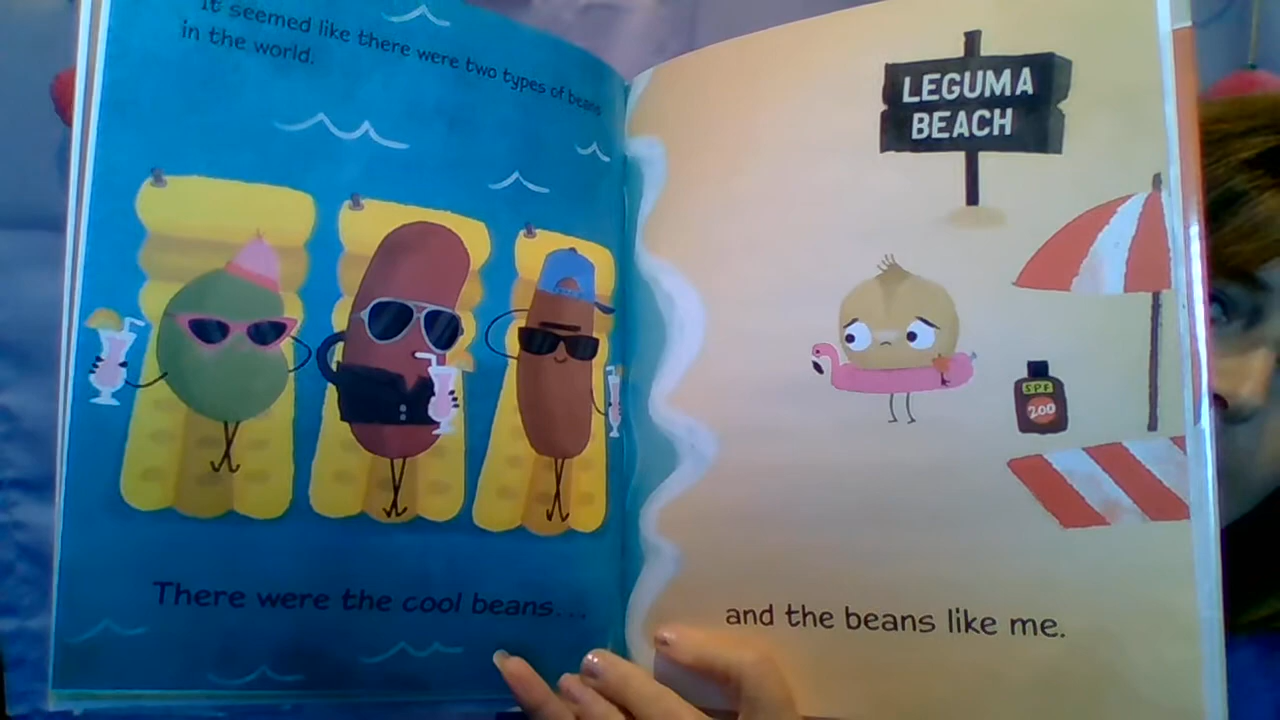 It seemed like there were two types of beans
in the world.
There were the cool beans...
LEGUMA
BEACH
SPF
200
and the beans like me.